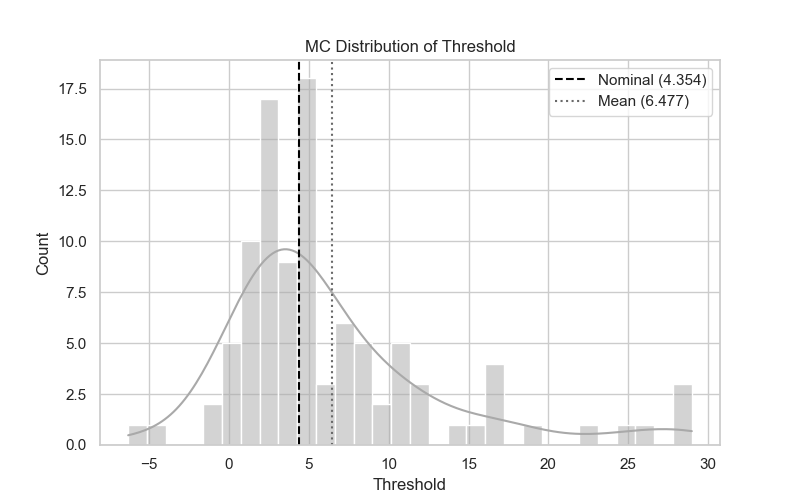 MC Distribution of Threshold
Nominal (4.354)
Mean (6.477)
Count
17.5
15.0
12.5
10.0
7.5
5.0
2.5
0.0
−5 0 5 10 15 20 25 30
Threshold